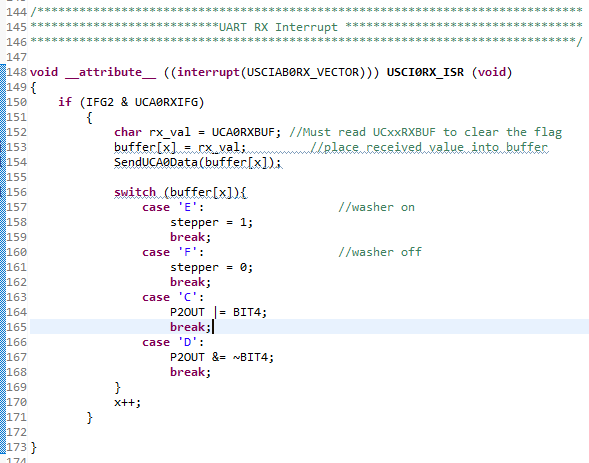 144 /******************************************************************************
145 ***************************UART RX Interrupt **********************************
146 ******************************************************************************/
147
148 void __attribute__ ((interrupt(USCIAB0RX_VECTOR))) USCI0RX_ISR (void)
149 {
150 if (IFG2 & UCA0RXIFG)
151 {
152 char rx_val = UCA0RXBUF; //Must read UCxxRXBUF to clear the flag
153 buffer[x] = rx_val; //place received value into buffer
154 SendUCA0Data(buffer[x]);
155
156 switch (buffer[x]){
157 case 'E': //washer on
158 stepper = 1;
159 break;
160 case 'F': //washer off
161 stepper = 0;
162 break;
163 case 'C':
164 P2OUT |= BIT4;
165 break;
166 case 'D':
167 P2OUT &= ~BIT4;
168 break;
169 }
170 x++;
171 }
172
173 }
174